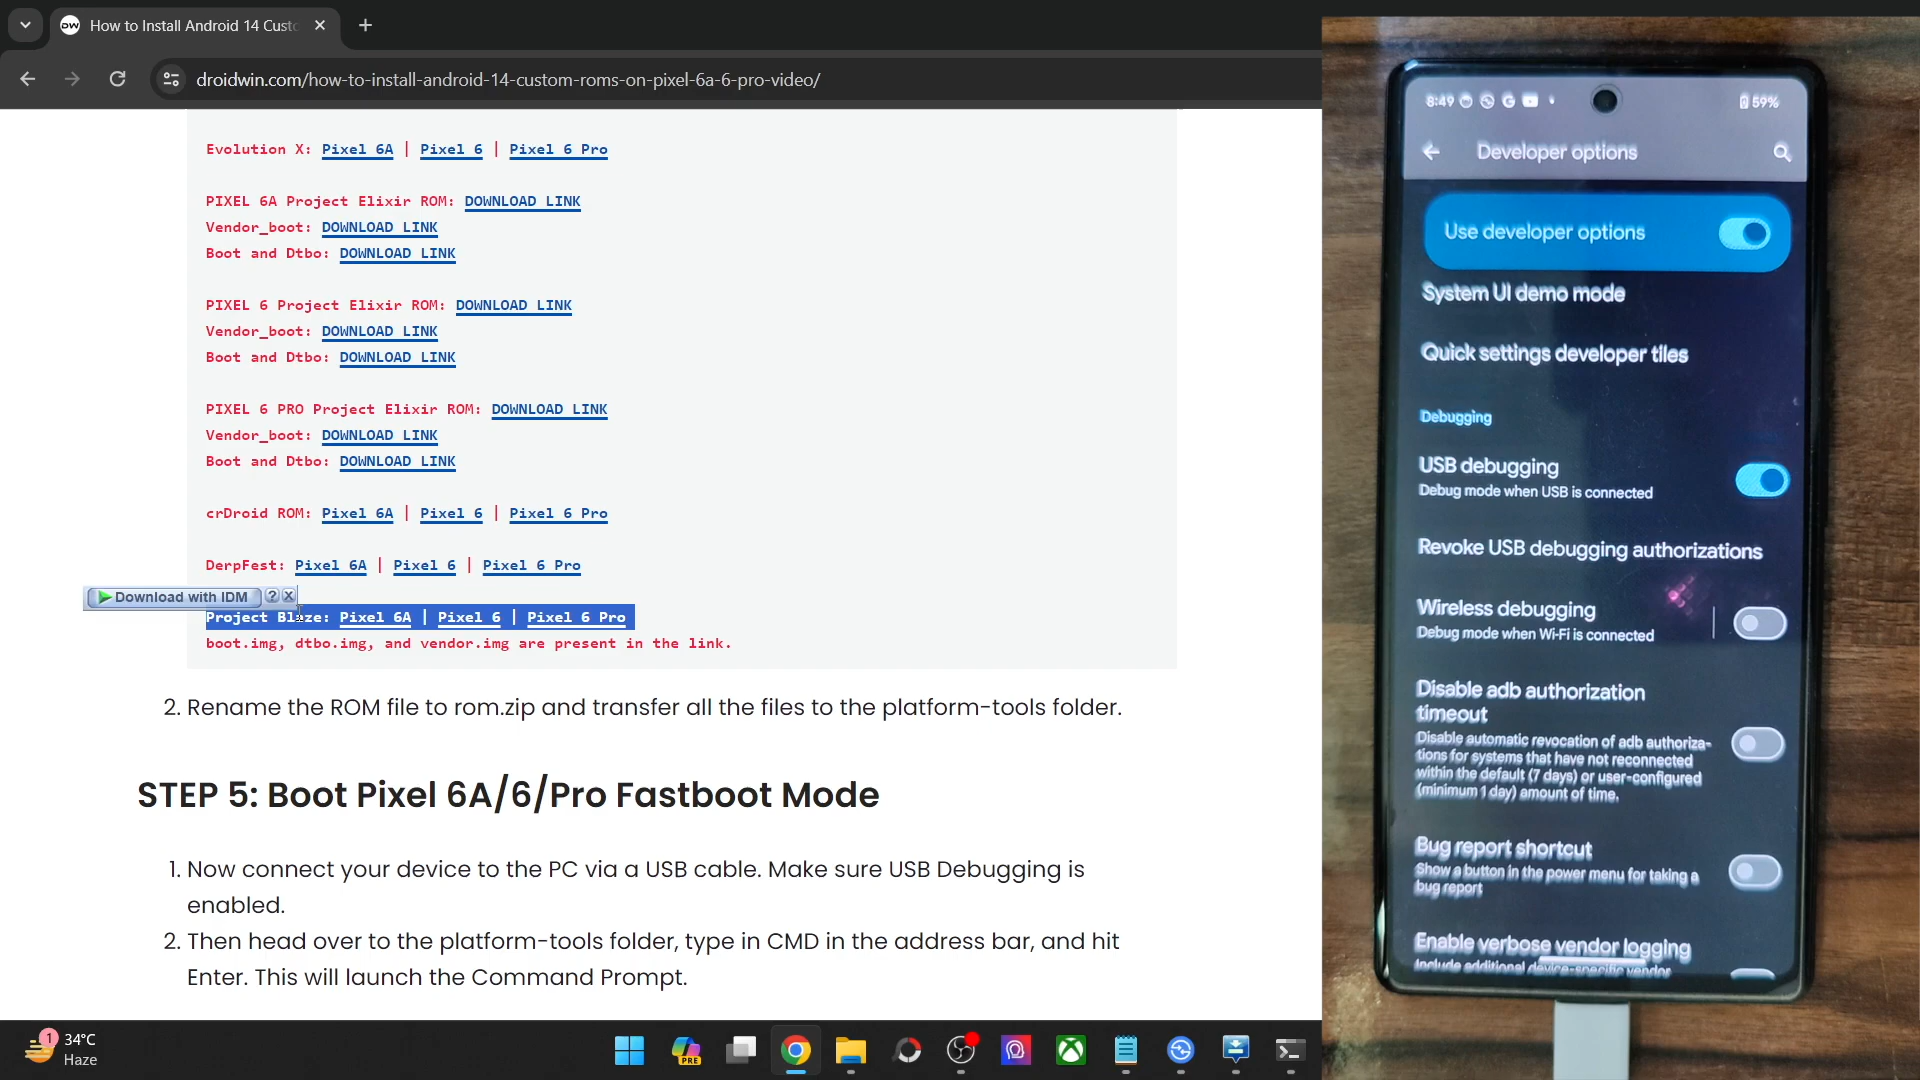 How to Install Android 14 Custo
droidwin.com/how-to-install-android-14-custom-roms-on-pixel-6a-6-pro-video/
Evolution X: Pixel 6A | Pixel 6 | Pixel 6 Pro
PIXEL 6A Project Elixir ROM: DOWNLOAD LINK
Vendor_boot: DOWNLOAD LINK
Boot and Dtbo: DOWNLOAD LINK
PIXEL 6 Project Elixir ROM: DOWNLOAD LINK
Vendor_boot: DOWNLOAD LINK
Boot and Dtbo: DOWNLOAD LINK
PIXEL 6 PRO Project Elixir ROM: DOWNLOAD LINK
Vendor_boot: DOWNLOAD LINK
Boot and Dtbo: DOWNLOAD LINK
crDroid ROM: Pixel 6A | Pixel 6 | Pixel 6 Pro
DerpFest: Pixel 6A | Pixel 6 | Pixel 6 Pro
Download with IDM ?
Project Blaze: Pixel 6A | Pixel 6 | Pixel 6 Pro
boot.img, dtbo.img, and vendor.img are present in the link.
2. Rename the ROM file to rom.zip and transfer all the files to the platform-tools folder.
STEP 5: Boot Pixel 6A/6/Pro Fastboot Mode
1. Now connect your device to the PC via a USB cable. Make sure USB Debugging is
enabled.
2. Then head over to the platform-tools folder, type in CMD in the address bar, and hit
Enter. This will launch the Command Prompt.
1
34°C
Haze
PRE
8:49
59%
Developer options
Use developer options
System UI demo mode
Quick settings developer tiles
Debugging
USB debugging
Debug mode when USB is connected
Revoke USB debugging authorizations
Wireless debugging
Debug mode when Wi-Fi is connected
Disable adb authorization
timeout
Disable automatic revocation of adb authoriza-
tions for systems that have not reconnected
within the default (7 days) or user-configured
(minimum 1 day) amount of time.
Bug report shortcut
Show a button in the power menu for taking a
bug report
Enable verbose vendor logging
Include additional device-specific vendor